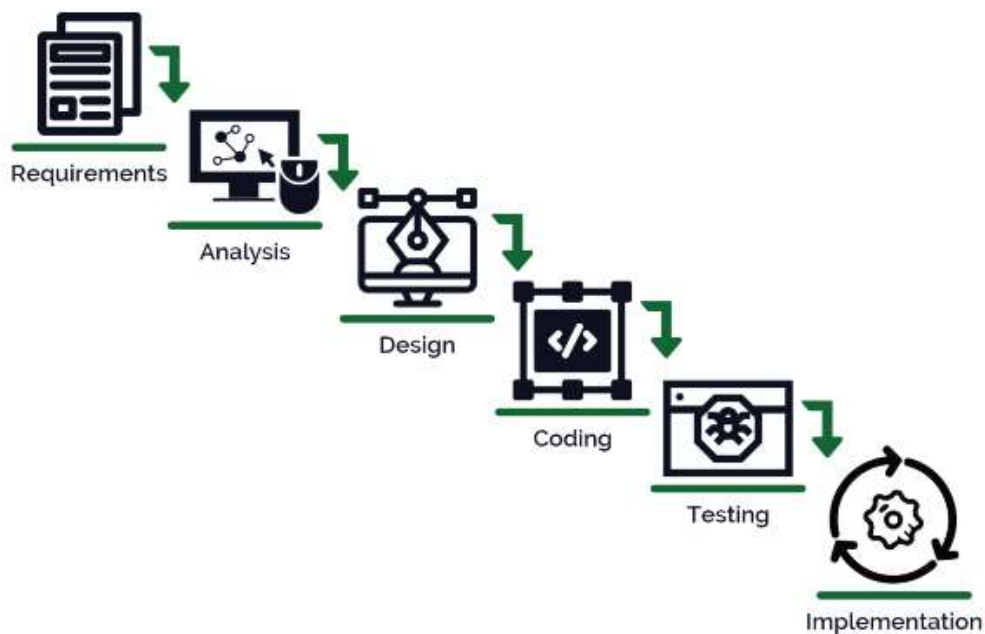 Requirements
Analysis
Design
</>
Coding
Testing
Implementation